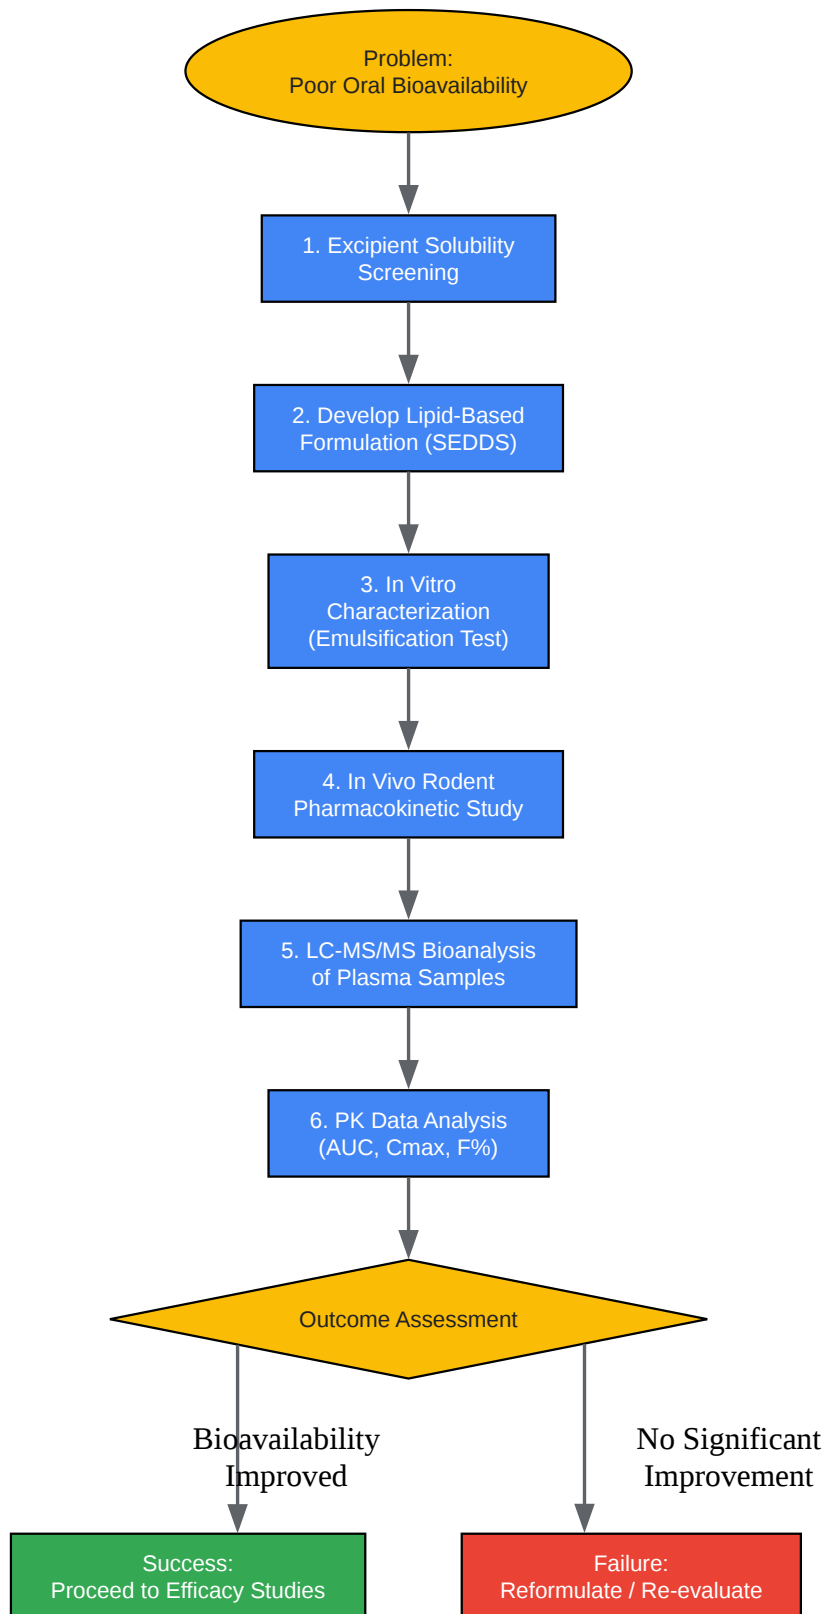 Problem:
Poor Oral Bioavailability
1. Excipient Solubility
Screening
2. Develop Lipid-Based
Formulation (SEDDS)
3. In Vitro
Characterization
(Emulsification Test)
4. In Vivo Rodent
Pharmacokinetic Study
5. LC-MS/MS Bioanalysis
of Plasma Samples
6. PK Data Analysis
(AUC, Cmax, F%)
Outcome Assessment
Bioavailability
Improved
No Significant
Improvement
Success:
Proceed to Efficacy Studies
Failure:
Reformulate / Re-evaluate